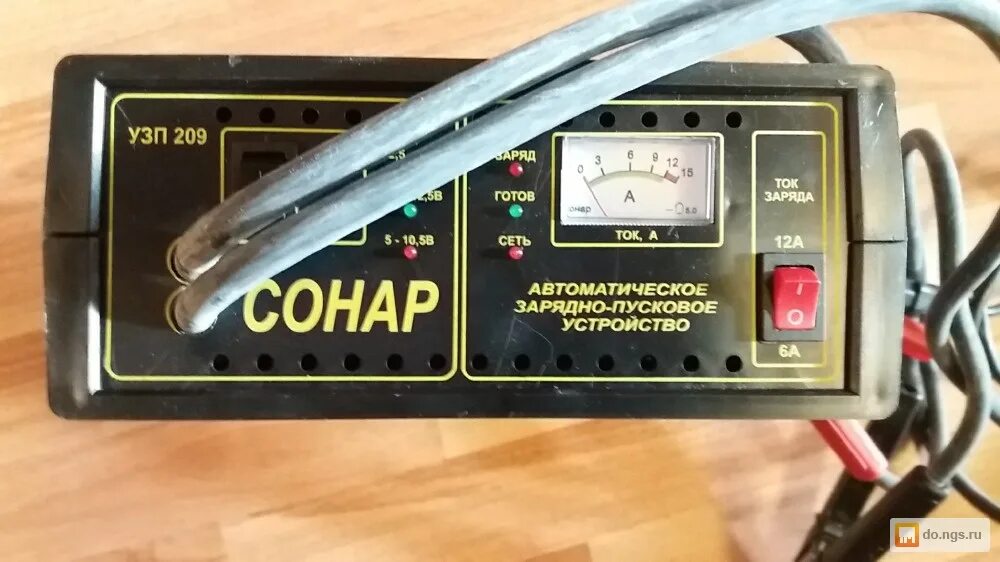 УЗП 209
5 - 10,5В
СОНАР
ЗАРЯД
ГОТОВ
СЕТЬ
0 3 6 9 12 15
А
ТОК, А
АВТОМАТИЧЕСКОЕ
ЗАРЯДНО-ПУСКОВОЕ
УСТРОЙСТВО
ТОК
ЗАРЯДА
12А
6А
do.ngs.ru